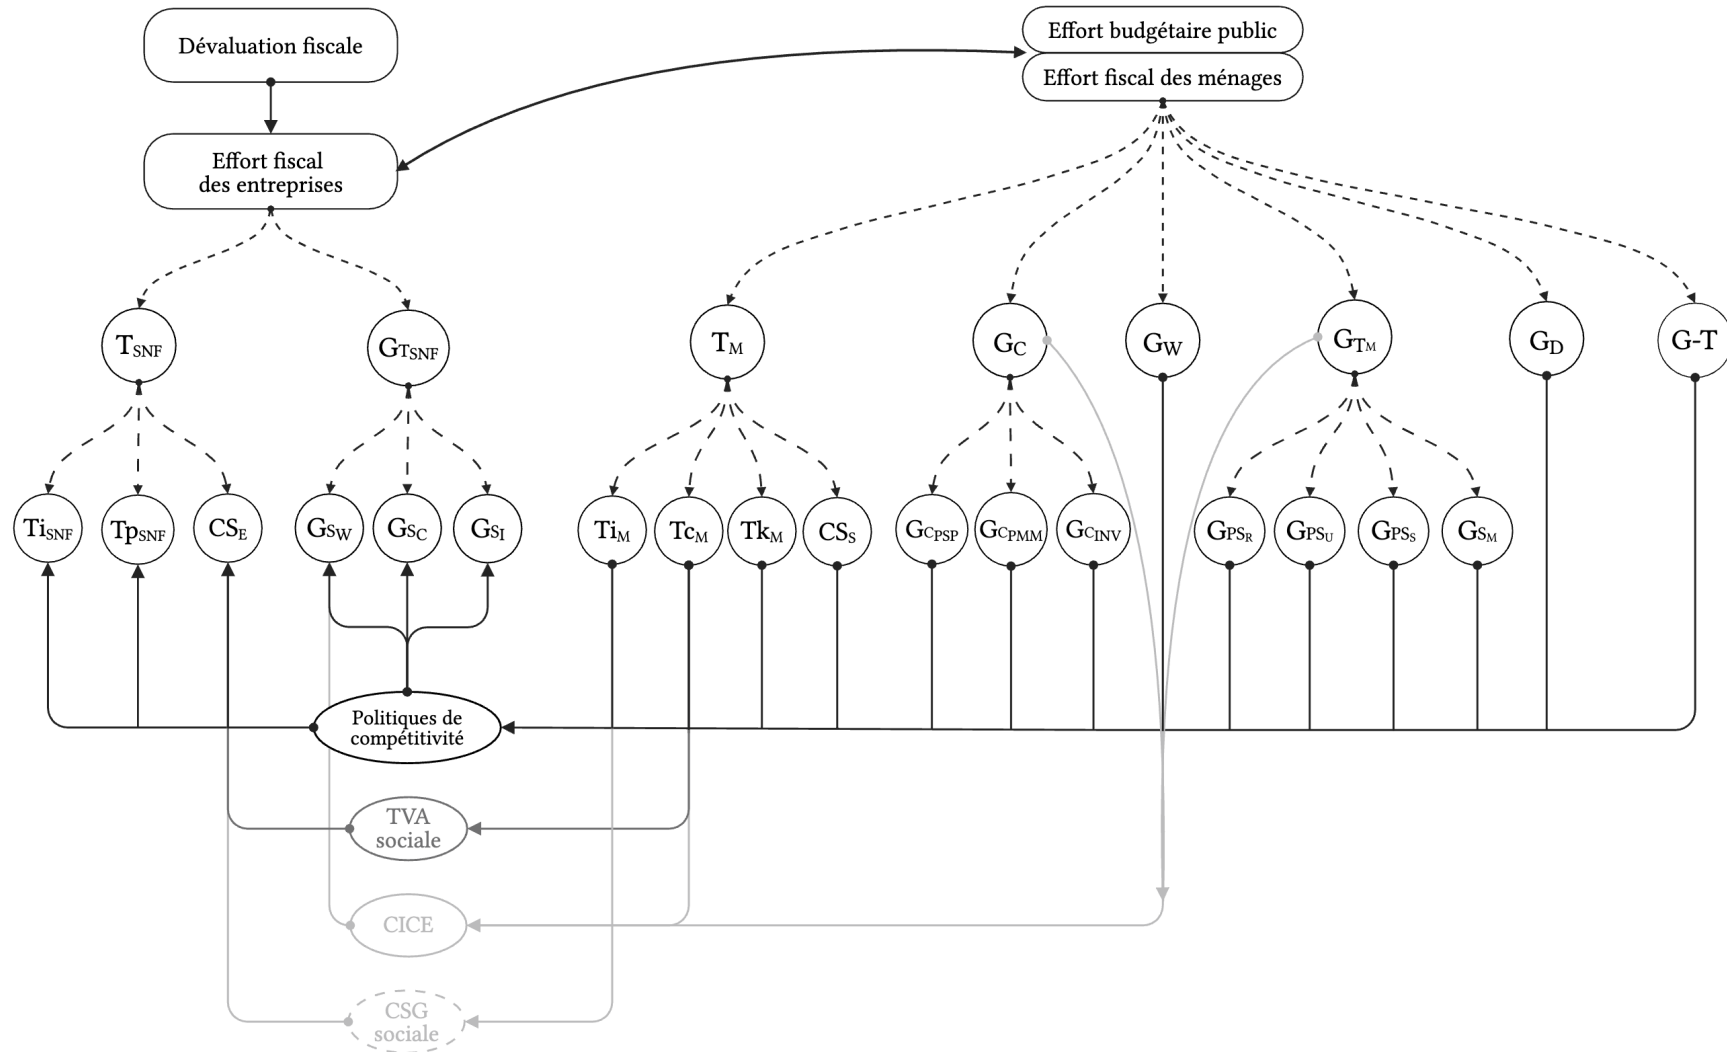 Dévaluation fiscale
Effort budgétaire public
Effort fiscal des ménages
Effort fiscal
des entreprises
TSNF
GTSNF
TM
GC
GW
GTM
GD
G-T
TiSNF
TpSNF
CSE
GSW
GSC
GSI
TiM
TcM
TkM
CSS
GCPSP
GCPMM
GCINV
GPSR
GPSU
GPSS
GSM
Politiques de
compétitivité
TVA
sociale
CICE
CSG
sociale